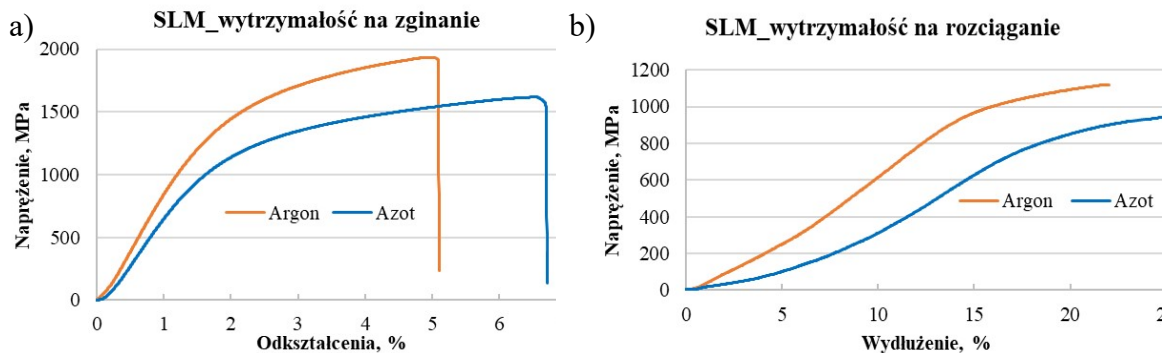 a)
SLM_wytrzymałość na zginanie
2000
1500
1000
500
0
Naprężenie, MPa
Argon Azot
0 1 2 3 4 5 6
Odkształcenia, %
b)
SLM_wytrzymałość na rozciąganie
1200
1000
800
600
400
200
0
Naprężenie, MPa
Argon Azot
0 5 10 15 20 25
Wydłużenie, %